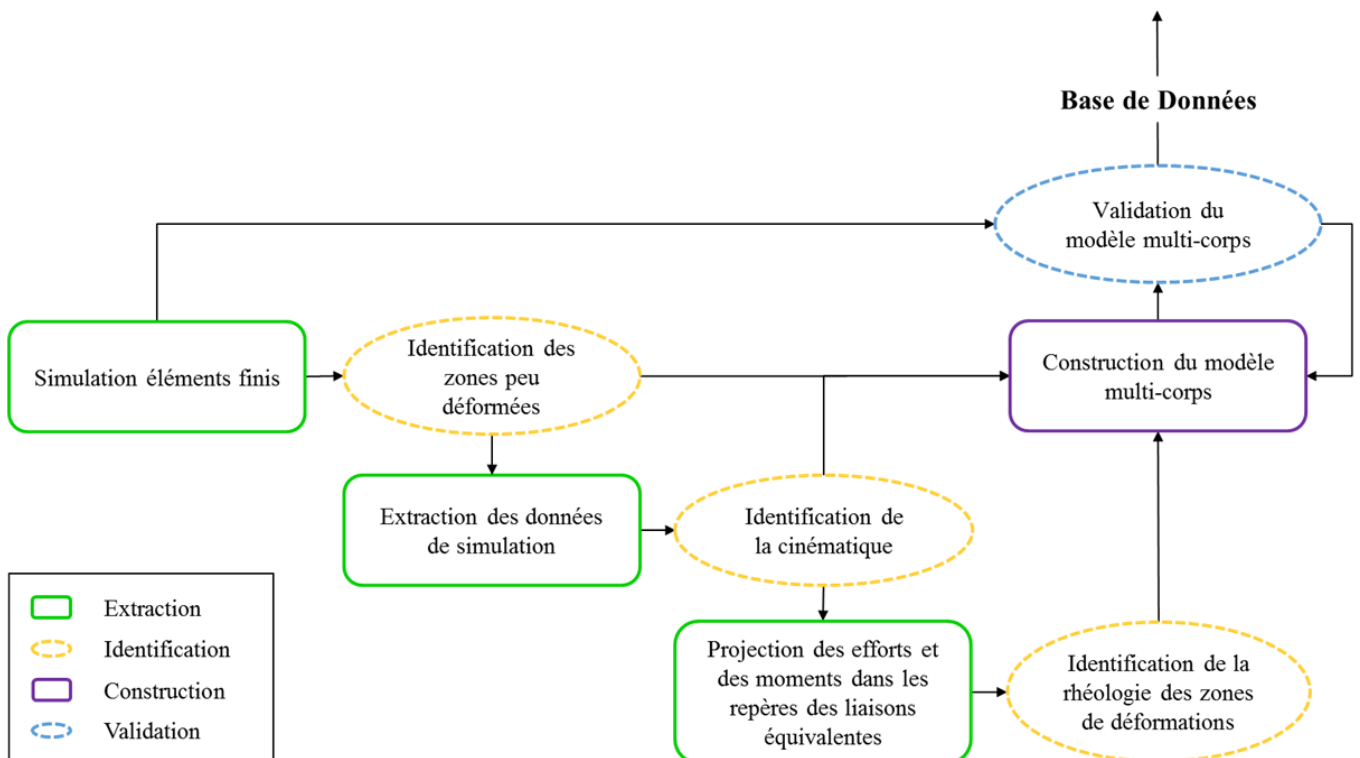 Base de Données
Validation du
modèle multi-corps
Simulation éléments finis
Identification des
zones peu
déformées
Construction du modèle
multi-corps
Extraction des données
de simulation
Identification de
la cinématique
Projection des efforts et
des moments dans les
repères des liaisons
équivalentes
Identification de la
rhéologie des zones
de déformations
Extraction
Identification
Construction
Validation